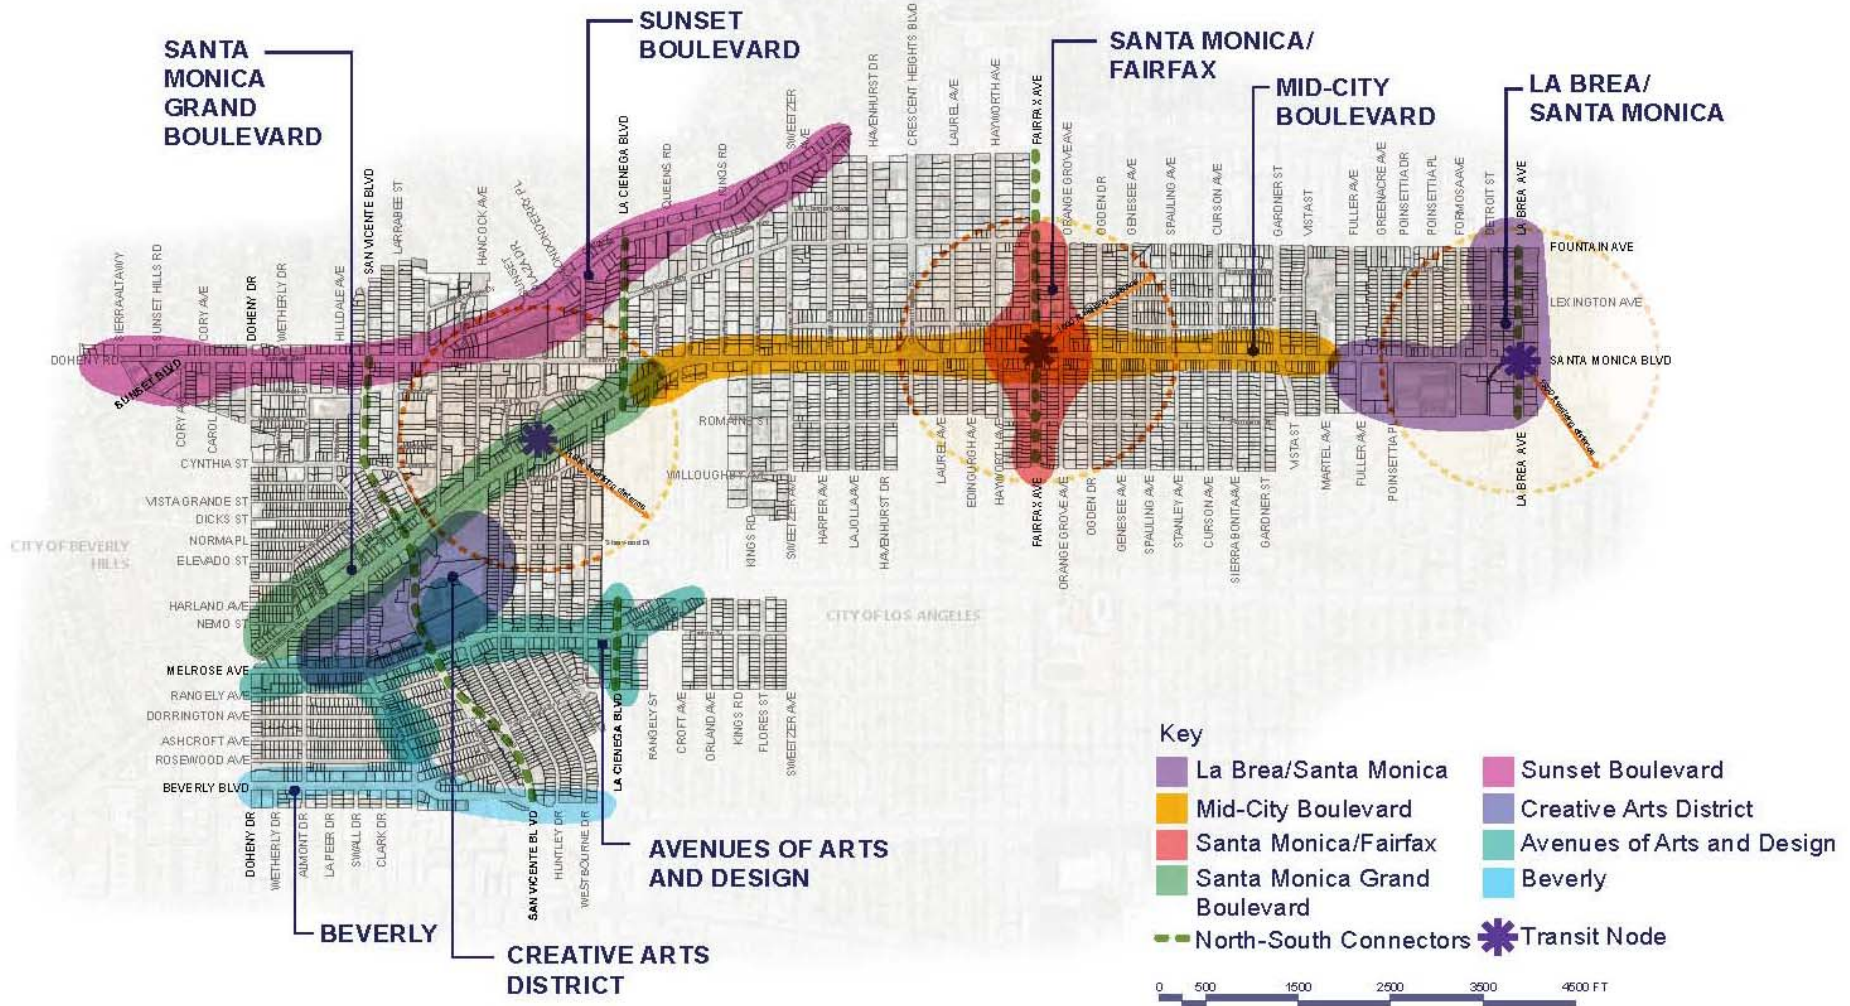 SANTA
MONICA
GRAND
BOULEVARD
SUNSET
BOULEVARD
SANTA MONICA/
FAIRFAX
MID-CITY
BOULEVARD
LA BREA/
SANTA MONICA
SAN VICENTE BLVD
LARRABEE ST
HANCOCK AVE
LONDONDERRY PL
SUNSET
PLAZA DR
LA CIENEGA BLVD
QUEENS RD
KINGS RD
SWEETZER
AVE
HAVENHURST DR
CRESCENT HEIGHTS BLVD
LAUREL AVE
HAYWORTH AVE
FAIRFAX AVE
ORANGE GROVE AVE
OGDEN DR
GENESEE AVE
SPAULING AVE
CURSON AVE
GARDNER ST
VISTA ST
FULLER AVE
GREENACRE AVE
POINSETTIA DR
POINSETTIA PL
FORMOSA AVE
DETROIT ST
LA BREA AVE
FOUNTAIN AVE
LEXINGTON AVE
SANTA MONICA BLVD
SIERRA ALTA WY
SUNSET HILLS RD
CORY AVE
DOHENY DR
WETHERLY DR
HILLDALE AVE
DOHENY RD
SUNSET BLVD
CORY AVE
CAROL
CYNTHIA ST
VISTA GRANDE ST
DICKS ST
NORMA PL
ELEVADO ST
CITY OF BEVERLY
HILLS
HARLAND AVE
NEMO ST
MELROSE AVE
RANGELY AVE
DORRINGTON AVE
ASHCROFT AVE
ROSEWOOD AVE
BEVERLY BLVD
ROMAINE ST
WILLOUGHBY AVE
Sherwood Dr
KINGS RD
SWEETZER AVE
HARPER AVE
LA JOLLA AVE
HAVENHURST DR
LAUREL AVE
EDINGURGH AVE
HAYWORTH AVE
FAIRFAX AVE
ORANGE GROVE AVE
OGDEN DR
GENESEE AVE
SPAULING AVE
STANLEY AVE
CURSON AVE
SIERRA BONITA AVE
GARDNER ST
VISTA ST
MARTEL AVE
FULLER AVE
POINSETTIA PL
LA BREA AVE
CITY OF LOS ANGELES
DOHENY DR
WETHERLY DR
ALMONT DR
LA PEER DR
SWALL DR
CLARK DR
SAN VICENTE BLVD
HUNTLEY DR
WESTBOURNE DR
LA CIENEGA BLVD
RANGELY ST
CROFT AVE
ORLAND AVE
KINGS RD
FLORES ST
SWEETZER AVE
AVENUES OF ARTS
AND DESIGN
BEVERLY
CREATIVE ARTS
DISTRICT
Key
La Brea/Santa Monica
Mid-City Boulevard
Santa Monica/Fairfax
Santa Monica Grand
Boulevard
North-South Connectors
Sunset Boulevard
Creative Arts District
Avenues of Arts and Design
Beverly
Transit Node
0 500 1500 2500 3500 4500 FT